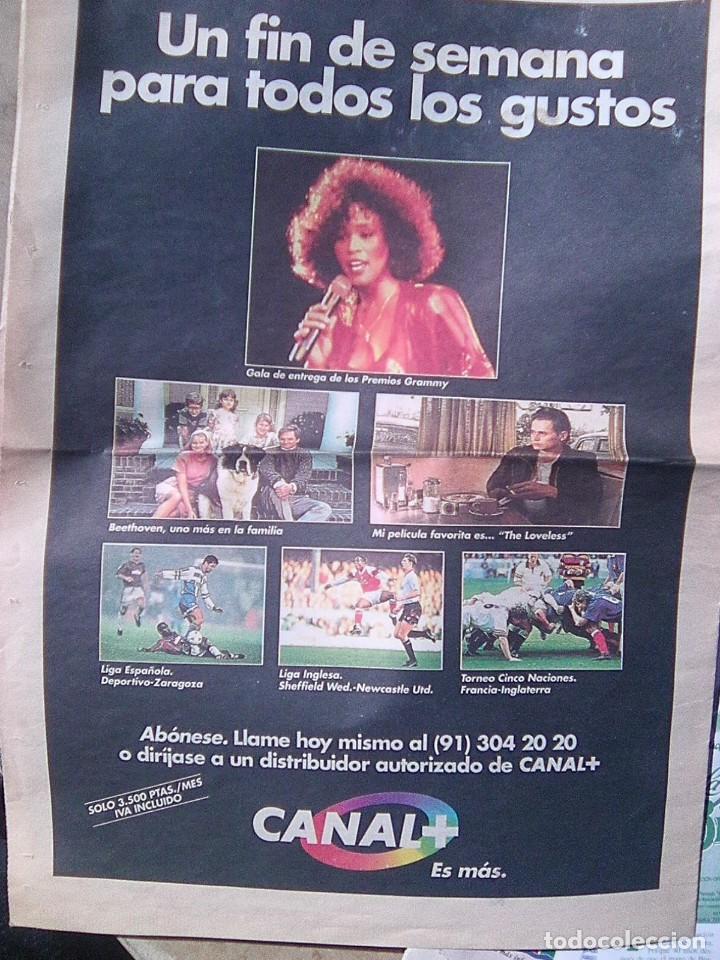 Un fin de semana
para todos los gustos
Gala de entrega de los Premios Grammy
Beethoven, uno más en la familia
Mi película favorita es... "The Loveless"
Liga Española.
Deportivo-Zaragoza
Liga Inglesa.
Sheffield Wed.-Newcastle Utd.
Torneo Cinco Naciones.
Francia-Inglaterra
Abónese. Llame hoy mismo al (91) 304 20 20
o diríjase a un distribuidor autorizado de CANAL+
SOLO 3.500 PTAS./MES
IVA INCLUIDO
CANAL+
Es más.
todocoleccion